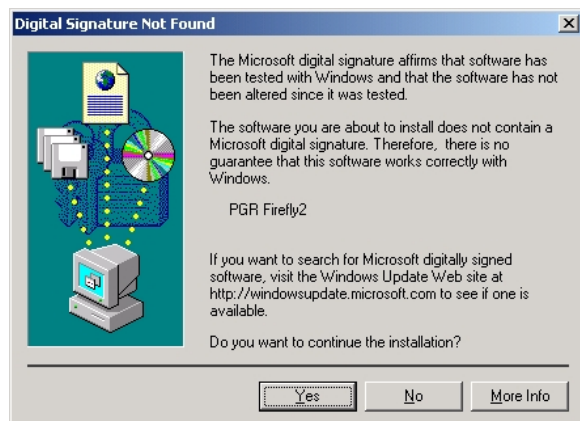 Digital Signature Not Found
The Microsoft digital signature affirms that software has
been tested with Windows and that the software has not
been altered since it was tested.
The software you are about to install does not contain a
Microsoft digital signature. Therefore, there is no
guarantee that this software works correctly with
Windows.
PGR Firefly2
If you want to search for Microsoft digitally signed
software, visit the Windows Update Web site at
http://windowsupdate.microsoft.com to see if one is
available.
Do you want to continue the installation?
Yes
No
More Info